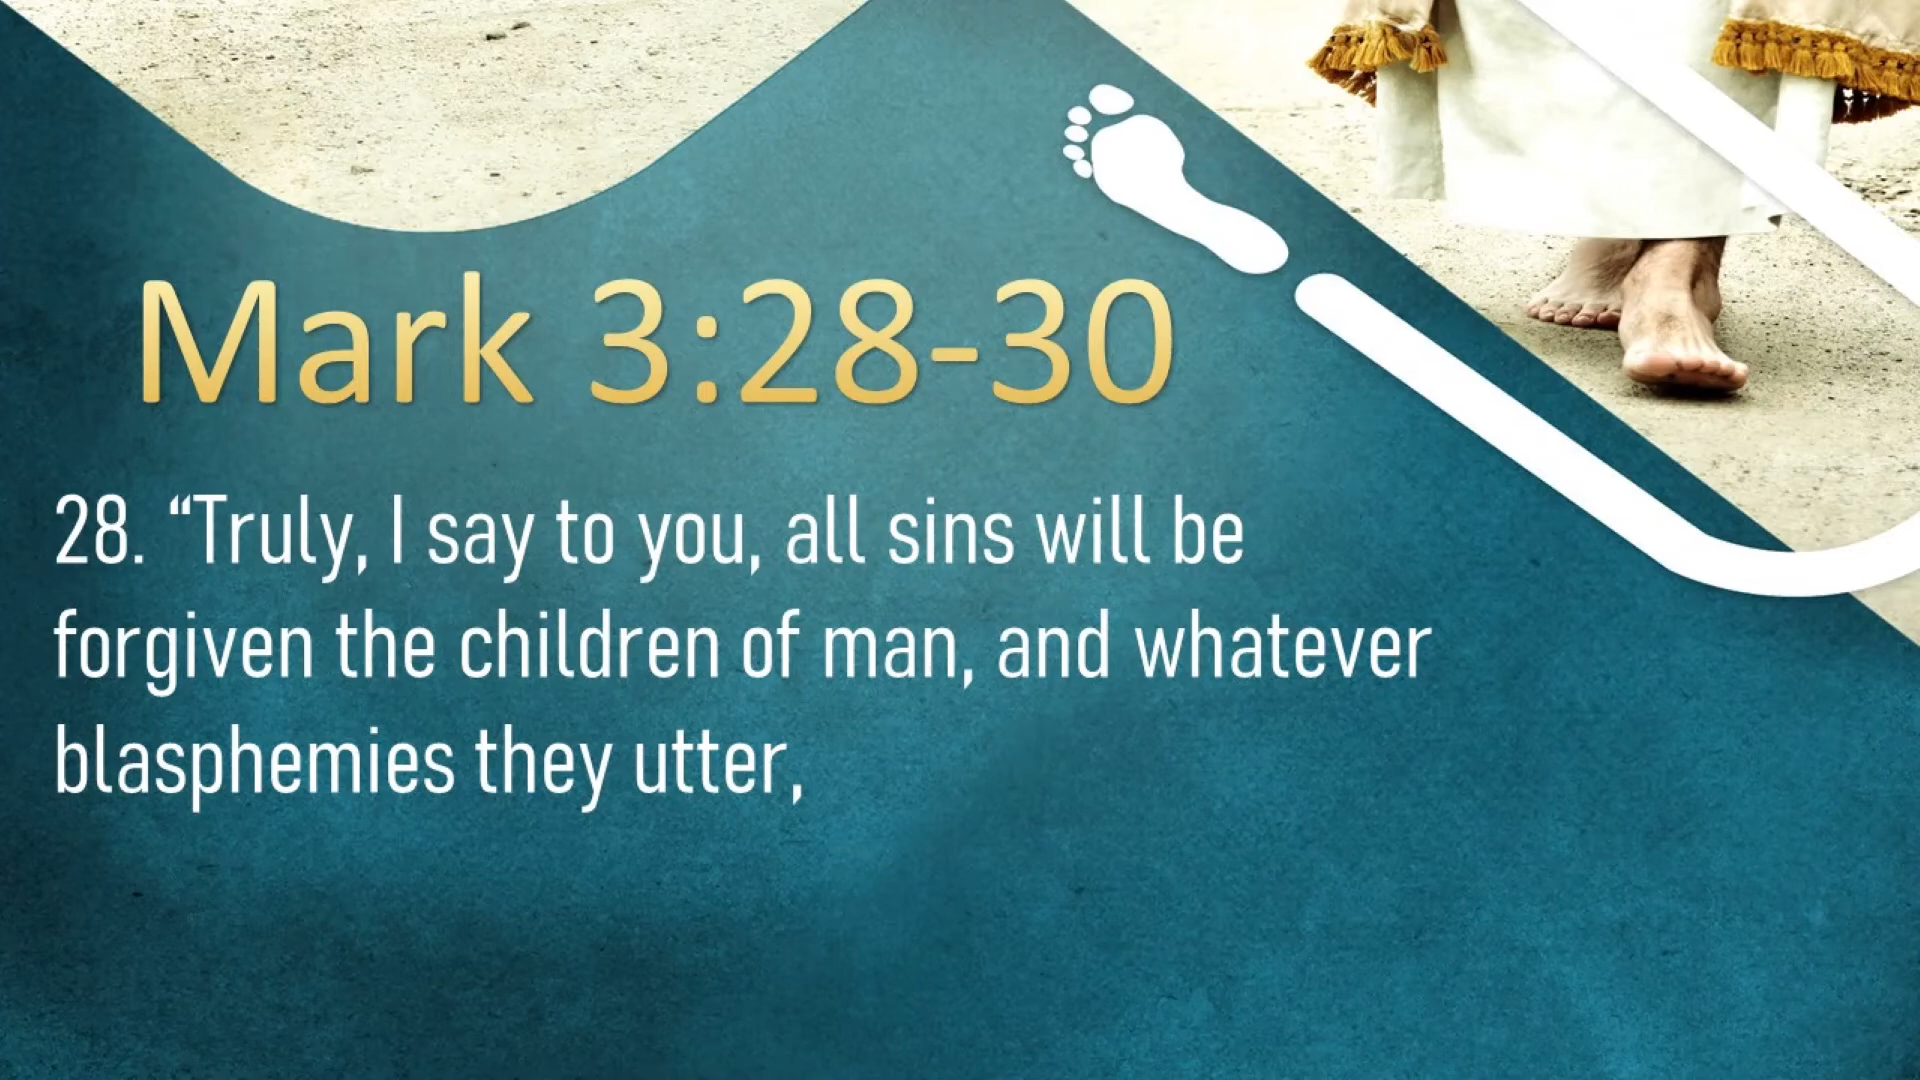 Mark 3:28-30
28. “Truly, I say to you, all sins will be
forgiven the children of man, and whatever
blasphemies they utter,